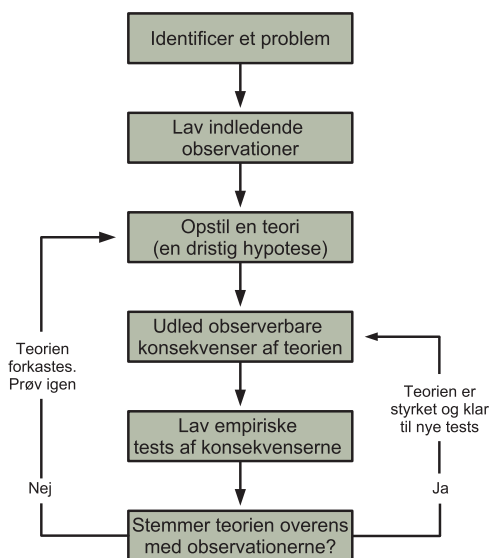 Identificer et problem
Lav indledende
observationer
Opstil en teori
(en dristig hypotese)
Udled observerbare
konsekvenser af teorien
Teorien
forkastes.
Prøv igen
Teorien er
styrket og klar
til nye tests
Lav empiriske
tests af konsekvenserne
Nej
Ja
Stemmer teorien overens
med observationerne?